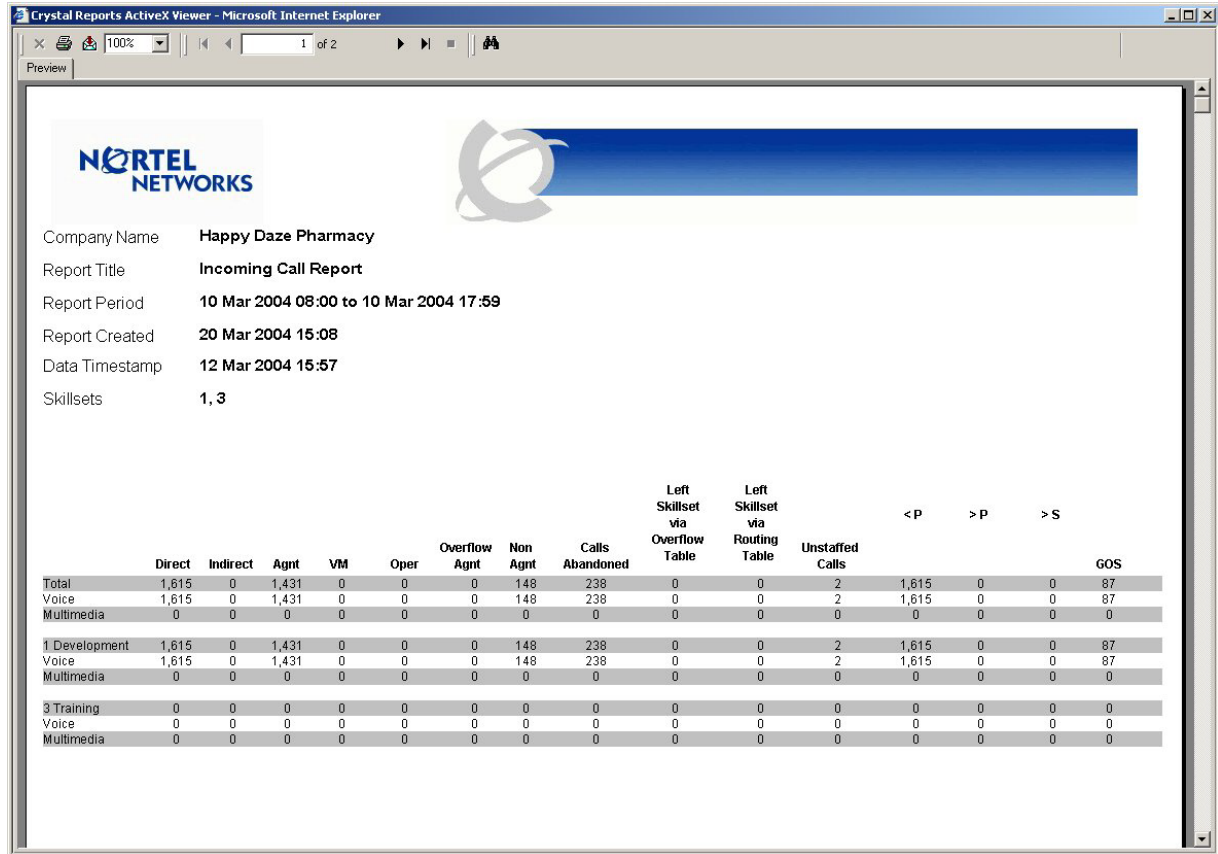 Crystal Reports ActiveX Viewer - Microsoft Internet Explorer
100% 1 of 2
Preview
NORTEL
NETWORKS
Company Name Happy Daze Pharmacy
Report Title Incoming Call Report
Report Period 10 Mar 2004 08:00 to 10 Mar 2004 17:59
Report Created 20 Mar 2004 15:08
Data Timestamp 12 Mar 2004 15:57
Skillsets 1, 3
Direct Indirect Agnt VM Oper Overflow Agnt Non Agnt Calls Abandoned Left Skillset via Overflow Table Left Skillset via Routing Table Unstaffed Calls < P > P > S GOS
Total 1,615 0 1,431 0 0 0 148 238 0 0 2 1,615 0 0 87
Voice 1,615 0 1,431 0 0 0 148 238 0 0 2 1,615 0 0 87
Multimedia 0 0 0 0 0 0 0 0 0 0 0 0 0 0 0
1 Development 1,615 0 1,431 0 0 0 148 238 0 0 2 1,615 0 0 87
Voice 1,615 0 1,431 0 0 0 148 238 0 0 2 1,615 0 0 87
Multimedia 0 0 0 0 0 0 0 0 0 0 0 0 0 0 0
3 Training 0 0 0 0 0 0 0 0 0 0 0 0 0 0 0
Voice 0 0 0 0 0 0 0 0 0 0 0 0 0 0 0
Multimedia 0 0 0 0 0 0 0 0 0 0 0 0 0 0 0